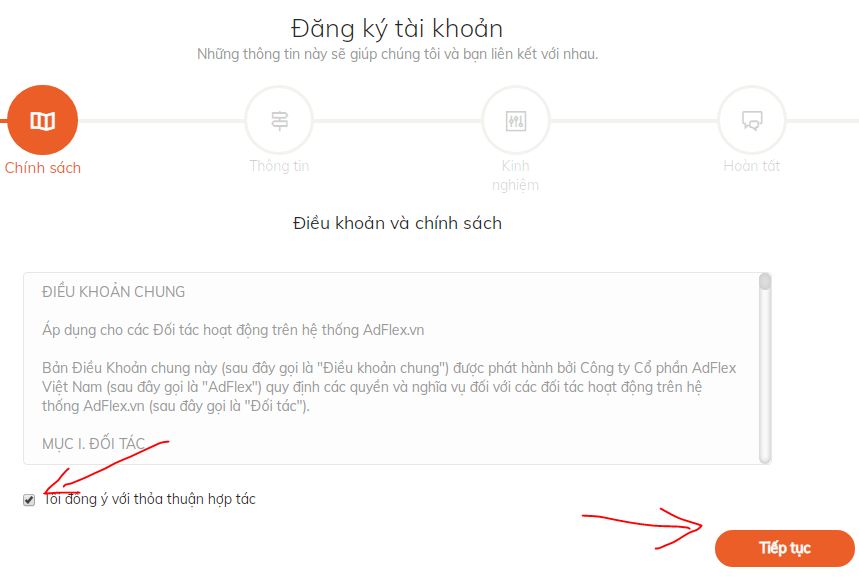 Đăng ký tài khoản
Những thông tin này sẽ giúp chúng tôi và bạn liên kết với nhau.
Chính sách
Thông tin
Kinh
nghiệm
Hoàn tất
Điều khoản và chính sách
ĐIỀU KHOẢN CHUNG
Áp dụng cho các Đối tác hoạt động trên hệ thống AdFlex.vn
Bản Điều Khoản chung này (sau đây gọi là "Điều khoản chung") được phát hành bởi Công ty Cổ phần AdFlex
Việt Nam (sau đây gọi là "AdFlex") quy định các quyền và nghĩa vụ đối với các đối tác hoạt động trên hệ
thống AdFlex.vn (sau đây gọi là "Đối tác").
MỤC I. ĐỐI TÁC
Tôi đồng ý với thỏa thuận hợp tác
Tiếp tục